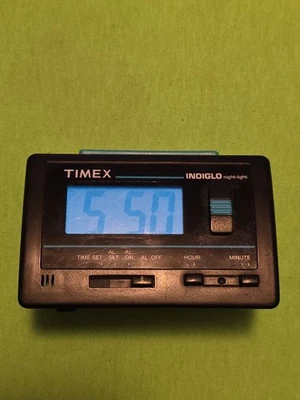 TIMEX
INDIGLO night-light
5 50
TIME SET AL SET AL ON AL OFF HOUR MINUTE